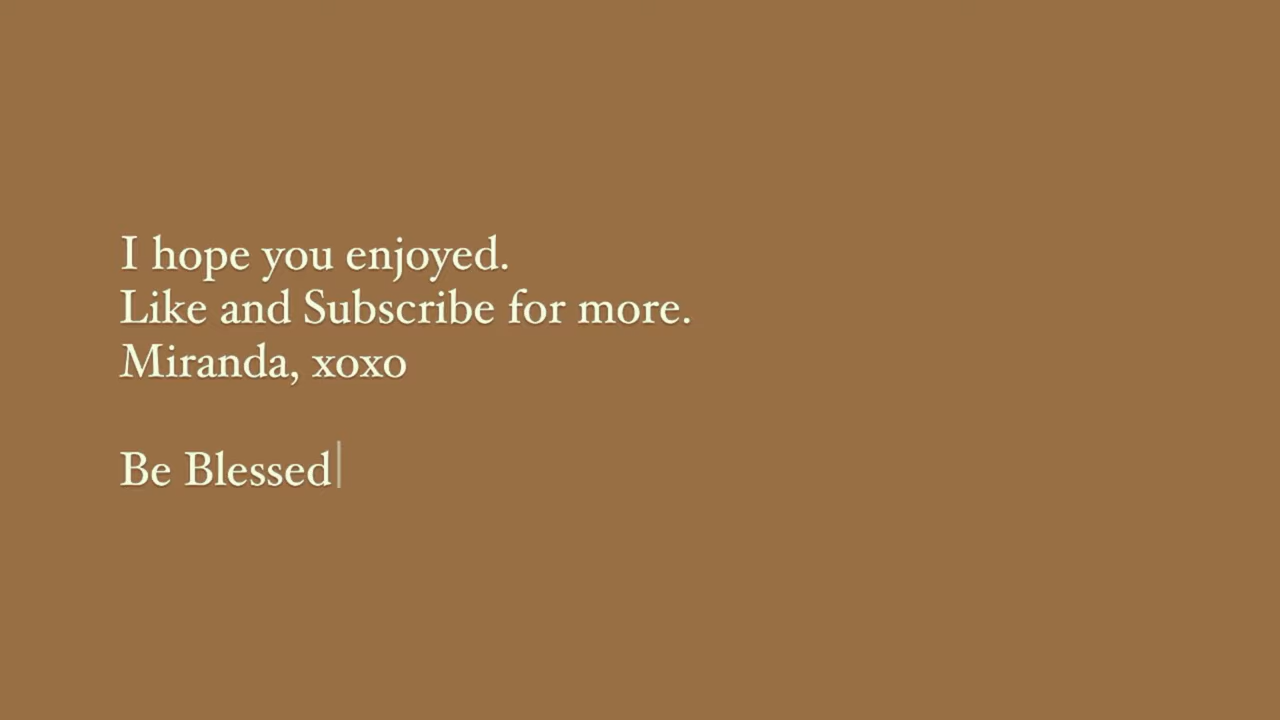 I hope you enjoyed.
Like and Subscribe for more.
Miranda, xoxo
Be Blessed